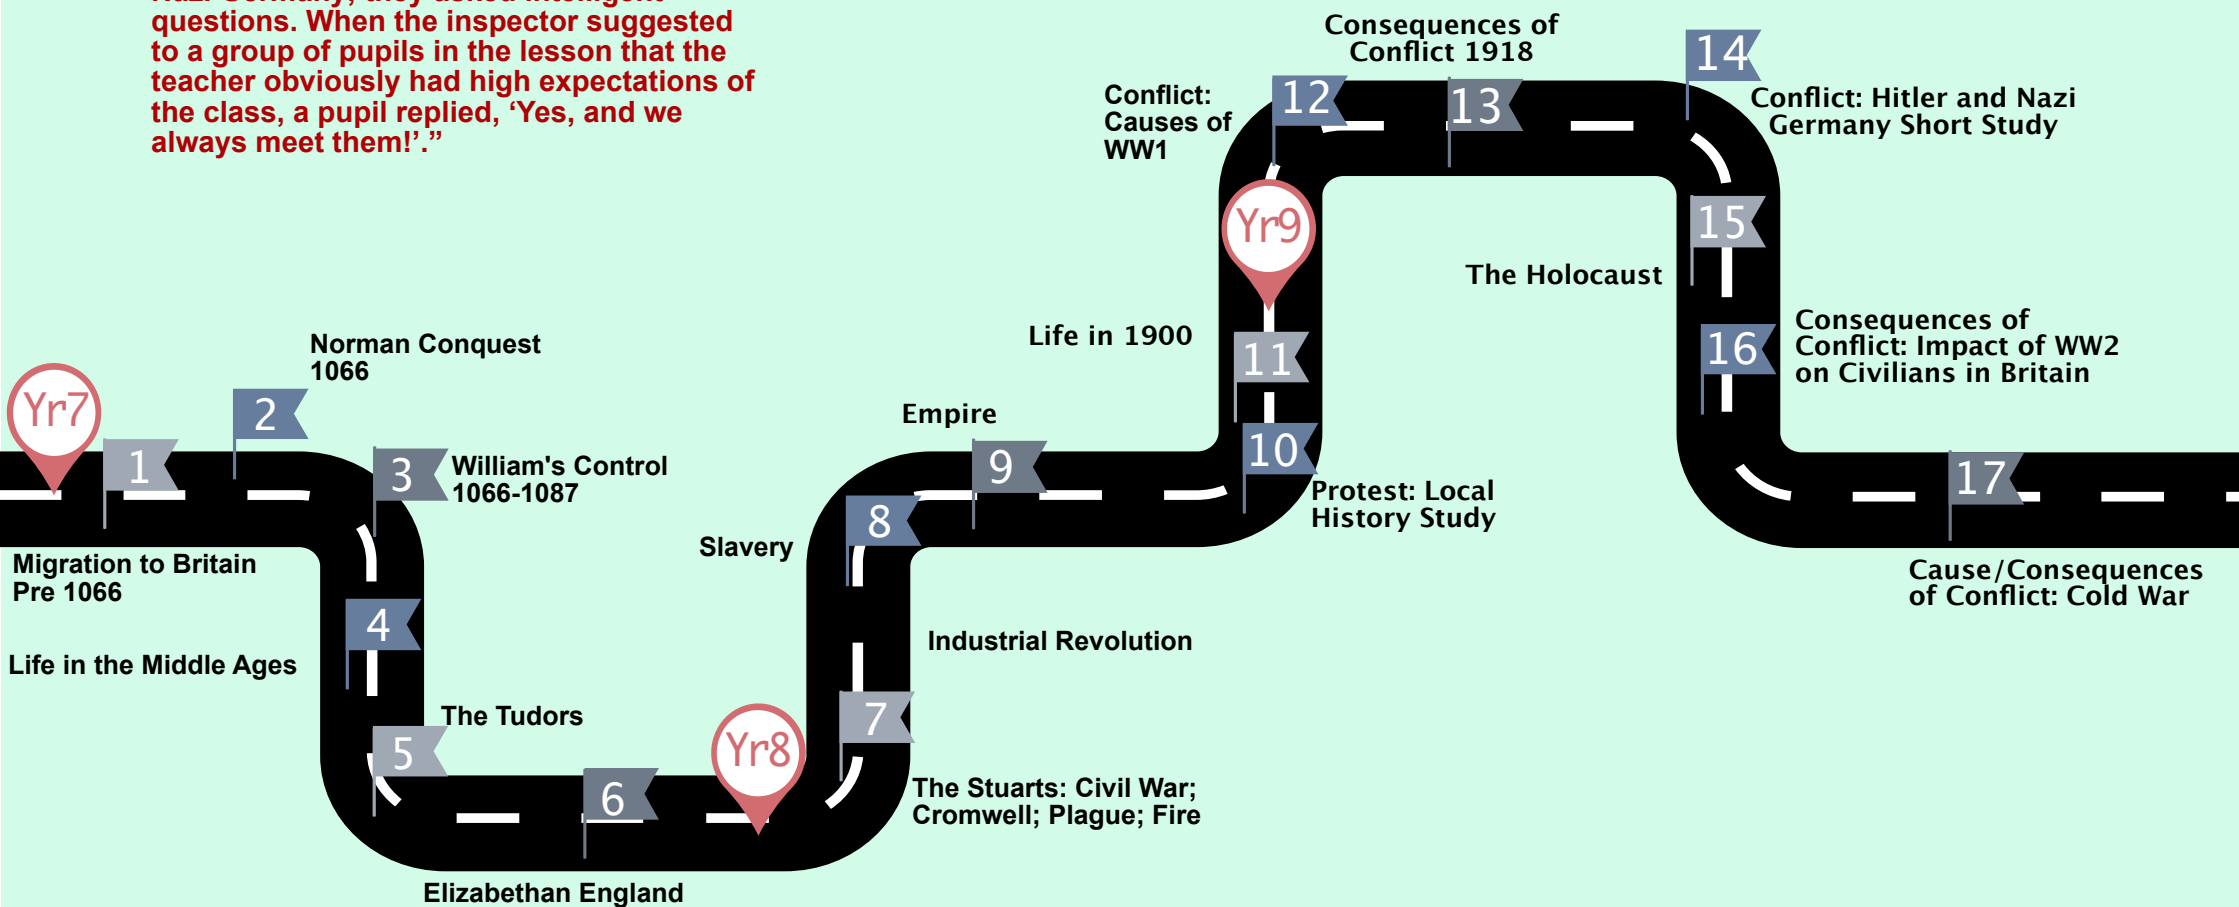 Nazi Germany, they asked intelligent
questions. When the inspector suggested
to a group of pupils in the lesson that the
teacher obviously had high expectations of
the class, a pupil replied, ‘Yes, and we
always meet them!’.”
Yr7
1
Migration to Britain
Pre 1066
2
Norman Conquest
1066
3
William's Control
1066-1087
4
Life in the Middle Ages
5
The Tudors
6
Elizabethan England
Yr8
7
The Stuarts: Civil War;
Cromwell; Plague; Fire
Industrial Revolution
8
Slavery
9
Empire
10
Protest: Local
History Study
11
Life in 1900
Yr9
12
Conflict:
Causes of
WW1
13
Consequences of
Conflict 1918
14
Conflict: Hitler and Nazi
Germany Short Study
15
The Holocaust
16
Consequences of
Conflict: Impact of WW2
on Civilians in Britain
17
Cause/Consequences
of Conflict: Cold War